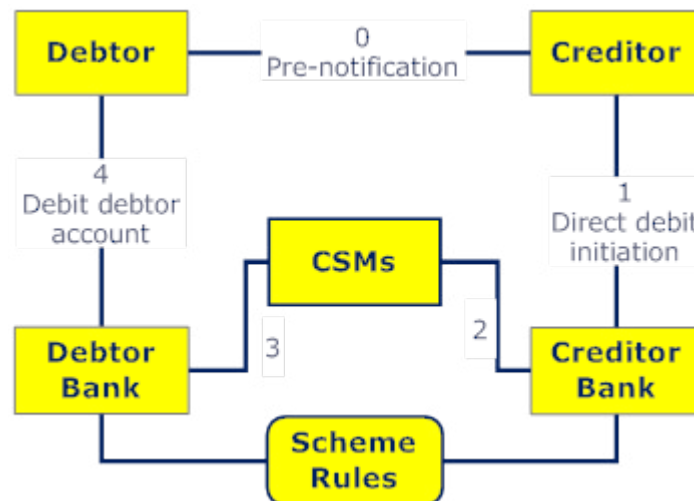 Debtor
0
Pre-notification
Creditor
4
Debit debtor
account
1
Direct debit
initiation
CSMs
3
2
Debtor
Bank
Creditor
Bank
Scheme
Rules